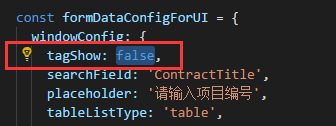 const formDataConfigForUI = {
windowConfig: {
tagShow: false,
searchField: 'ContractTitle',
placeholder: '请输入项目编号',
tableListType: 'table',